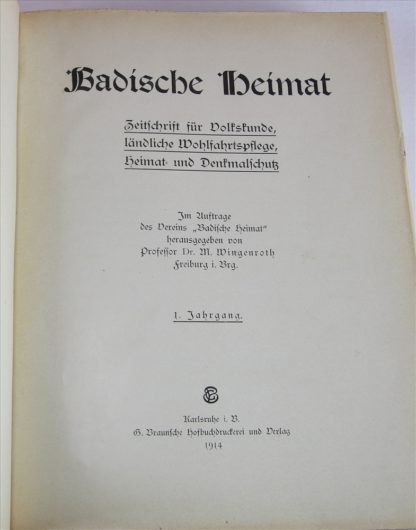 Badische Heimat
Zeitschrift für Volkskunde,
ländliche Wohlfahrtspflege,
Heimat- und Denkmalschutz
Im Auftrage
des Vereins „Badische Heimat"
herausgegeben von
Professor Dr. M. Wingenroth
Freiburg i. Brg.
1. Jahrgang.
Karlsruhe i. B.
G. Braunsche Hofbuchdruckerei und Verlag
1914